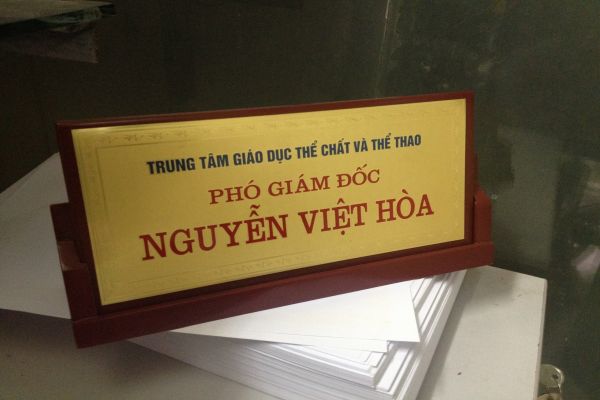 TRUNG TÂM GIÁO DỤC THỂ CHẤT VÀ THỂ THAO
PHÓ GIÁM ĐỐC
NGUYỄN VIỆT HÒA